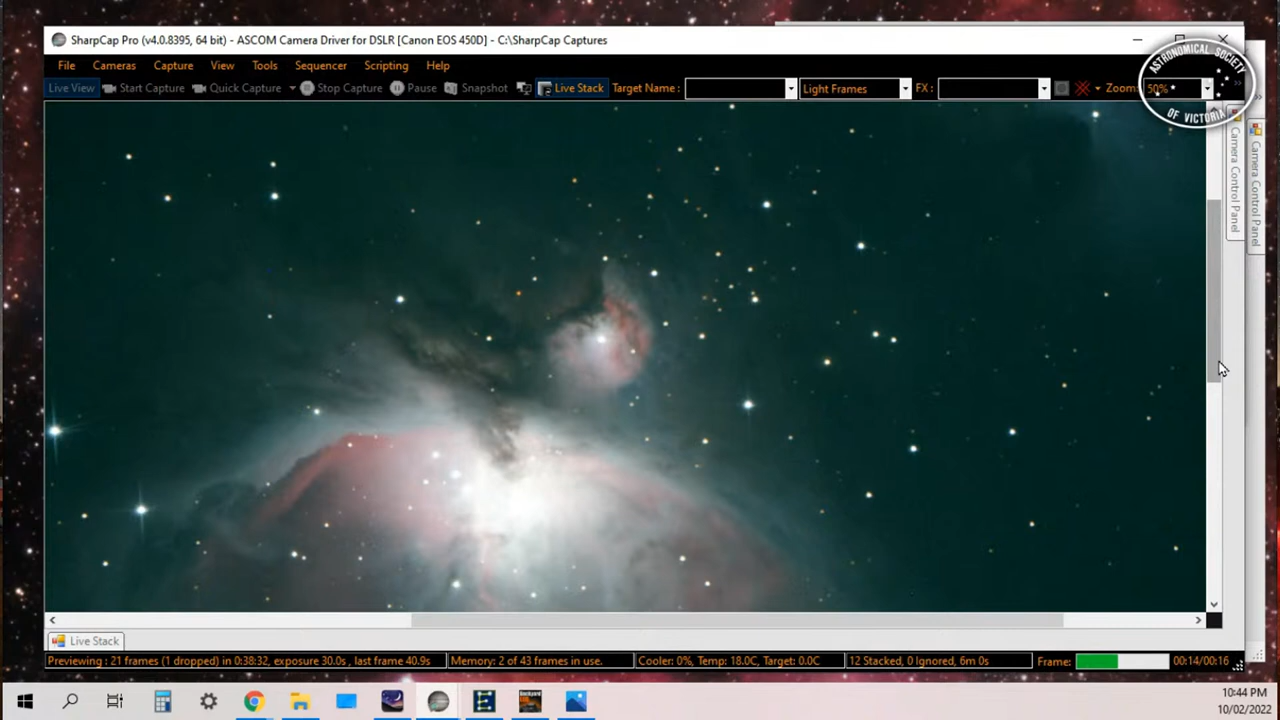 SharpCap Pro (v4.0.8395, 64 bit) - ASCOM Camera Driver for DSLR [Canon EOS 450D] - C:\SharpCap Captures
File Cameras Capture View Tools Sequencer Scripting Help
Live View Start Capture Quick Capture Stop Capture Pause Snapshot Live Stack Target Name : Light Frames FX : Zoom: 50%
ASTRONOMICAL SOCIETY
OF VICTORIA
Camera Control Panel
Camera Control Panel
Live Stack
Previewing : 21 frames (1 dropped) in 0:38:32, exposure 30.0s , last frame 40.9s Memory: 2 of 43 frames in use. Cooler: 0%, Temp: 18.0C, Target: 0.0C 12 Stacked, 0 Ignored, 6m 0s Frame: 00:14/00:16
10:44 PM
10/02/2022